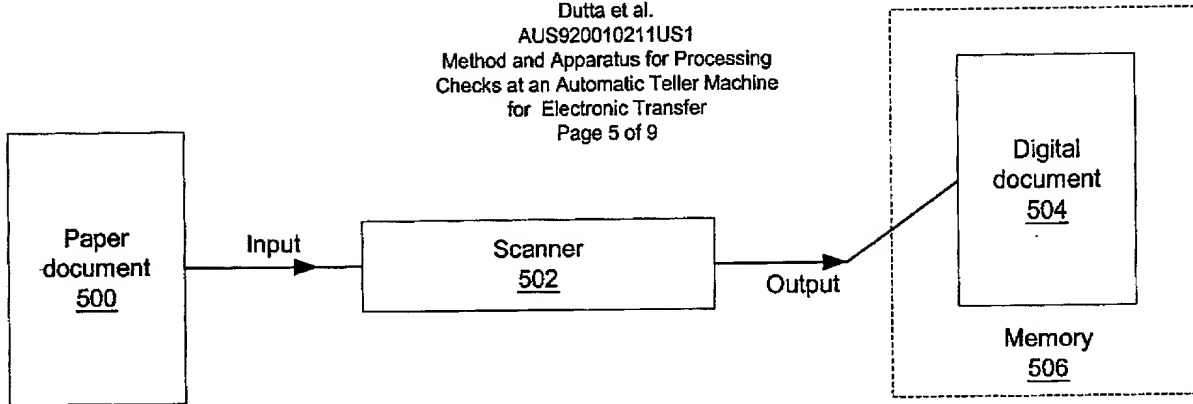 Dutta et al.
AUS920010211US1
Method and Apparatus for Processing
Checks at an Automatic Teller Machine
for Electronic Transfer
Page 5 of 9
Paper
document
500
Input
Scanner
502
Output
Digital
document
504
Memory
506